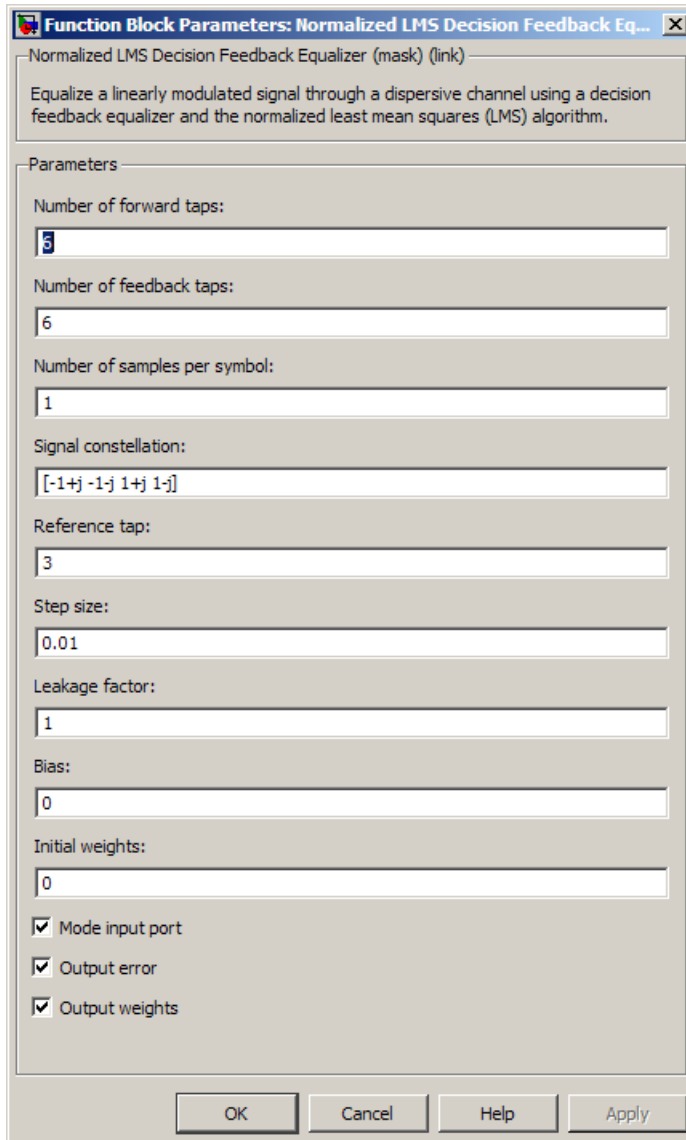 Function Block Parameters: Normalized LMS Decision Feedback Eq...
Normalized LMS Decision Feedback Equalizer (mask) (link)
Equalize a linearly modulated signal through a dispersive channel using a decision
feedback equalizer and the normalized least mean squares (LMS) algorithm.
Parameters
Number of forward taps:
6
Number of feedback taps:
6
Number of samples per symbol:
1
Signal constellation:
[-1+j -1-j 1+j 1-j]
Reference tap:
3
Step size:
0.01
Leakage factor:
1
Bias:
0
Initial weights:
0
Mode input port
Output error
Output weights
OK Cancel Help Apply